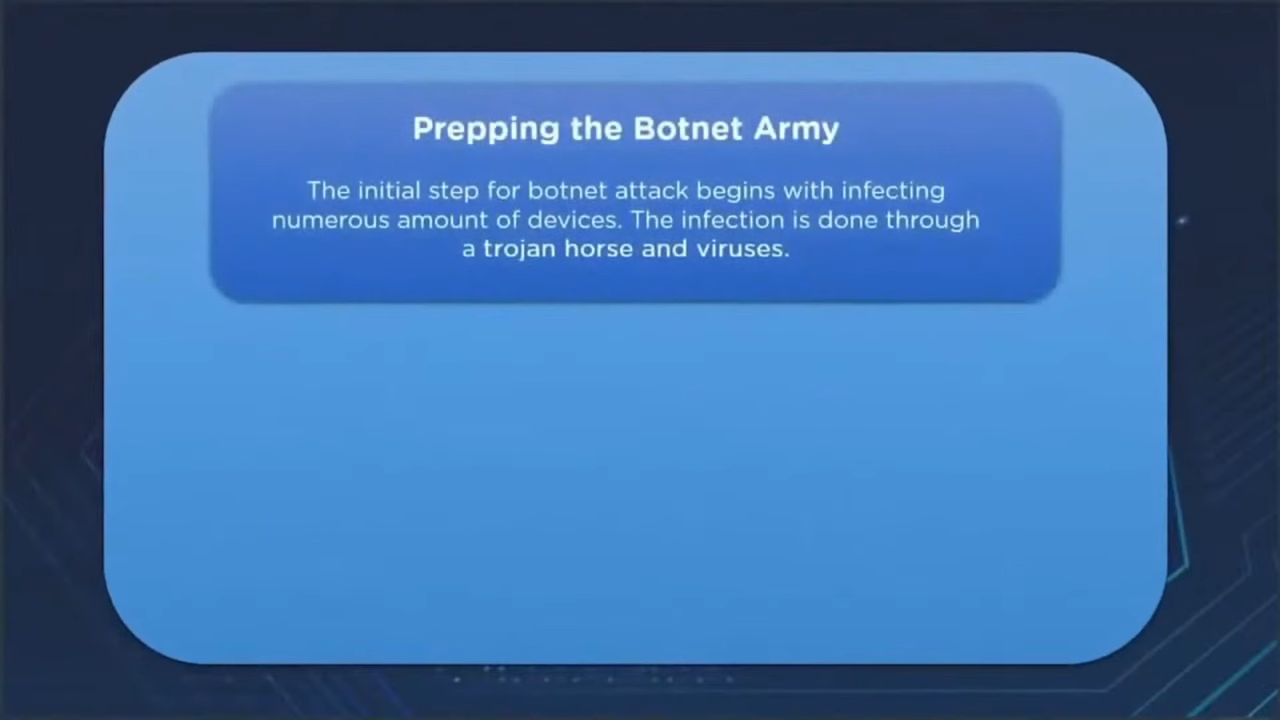 Prepping the Botnet Army
The initial step for botnet attack begins with infecting
numerous amount of devices. The infection is done through
a trojan horse and viruses.